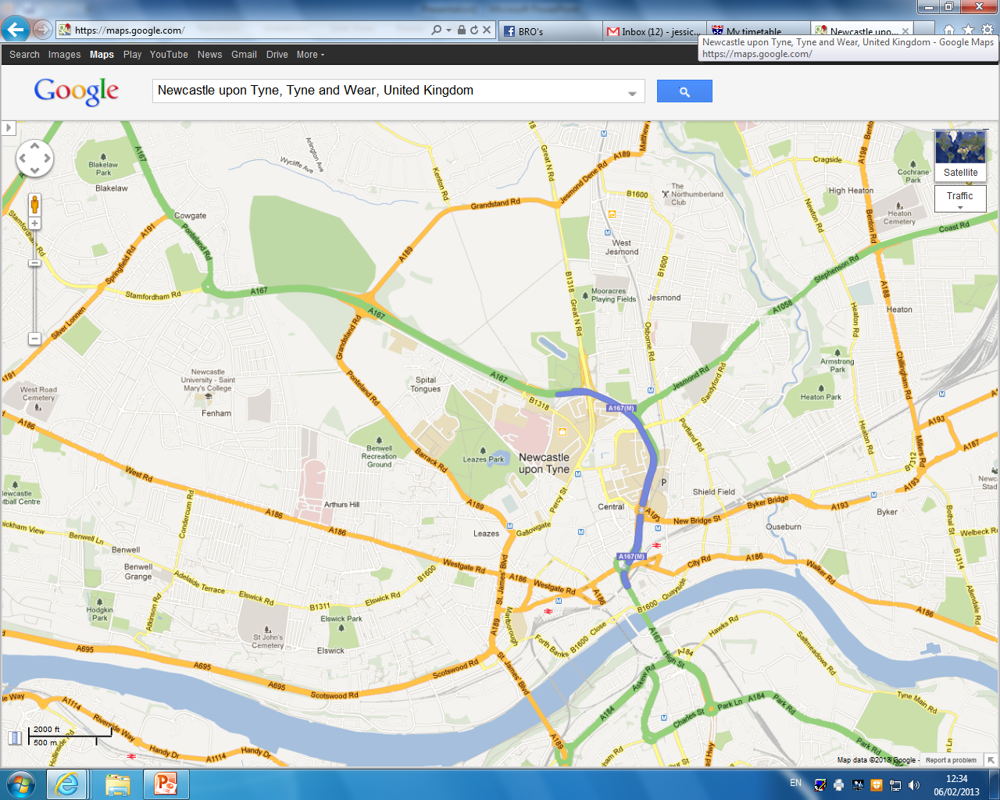 https://maps.google.com/
BRO's
Inbox (12) - jessic...
My timetable
Newcastle upo...
Newcastle upon Tyne, Tyne and Wear, United Kingdom - Google Maps
https://maps.google.com/
Search Images Maps Play YouTube News Gmail Drive More
Google
Newcastle upon Tyne, Tyne and Wear, United Kingdom
Satellite
Traffic
A167
Blakelaw Park
Blakelaw
Arlington Ave
Wycliffe Ave
Kenton Rd
Great N Rd
Matthew
A189
Jesmond Dene Rd
B1600
The Northumberland Club
Cragside
A198
Benton
Cochrane Park
High Heaton
Heaton Cemetery
Newton Rd
Benton Rd
Coast Rd
Cowgate
Ponteland Rd
Stamfordham Rd
A191
Springfield Rd
Grandstand Rd
A189
West Jesmond
B1600
Stephenson Rd
A188
Stamfordham Rd
A167
A167
B1318
Great N Rd
Mooracres Playing Fields
Jesmond
A1058
Heaton
Heaton Rd
Silver Lonnen
A191
Grandstand Rd
Osborne Rd
Armstrong Park
Chillingham Rd
West Road Cemetery
Newcastle University - Saint Mary's College
Fenham
Ponteland Rd
Spital Tongues
A167
B1318
A167(M)
Jesmond Rd
Sandyford Rd
Heaton Park
Portland Rd
Heaton Rd
A193
A187
A186
Benwell Recreation Ground
Barrack Rd
Leazes Park
Newcastle upon Tyne
Millers Rd
B1312
A193
West Rd
Newcastle
Arthurs Hill
A189
Percy St
Central
P
Shield Field
Byker Bridge
A193
Byker
Condercum Rd
A186
A186
Leazes
Gallowgate
A193
New Bridge St
Ouseburn
Bothal St
Welbeck Rd
Benwell Ln
Benwell
Benwell Grange
Adelaide Terrace
Elswick Rd
B1311
Elswick Rd
B1600
Westgate Rd
A186
Westgate Rd
A186
St. James' Blvd
A167(M)
City Rd
A186
Walker Rd
B1314
A186
Allendale Rd
Quayside
B1600
Hodgkin Park
Atkinson Rd
St John's Cemetery
Elswick Park
Elswick
Marlborough
A189
Forth Banks
B1600
Close
A167
Hawks Rd
A184
High St
Saltmeadows Rd
A695
A695
A695
Scotswood Rd
Scotswood Rd
St. James' Blvd
Askew Rd
A184
Charles St
Park Ln
A184
Park Rd
Tyne Main Rd
Park Rd
A1114
Riverside Way
Handy Dr
A1114
Handy Dr
Hollinside Rd
A189
2000 ft
500 m
Map data ©2013 Google -
Report a problem
EN
12:34
06/02/2013